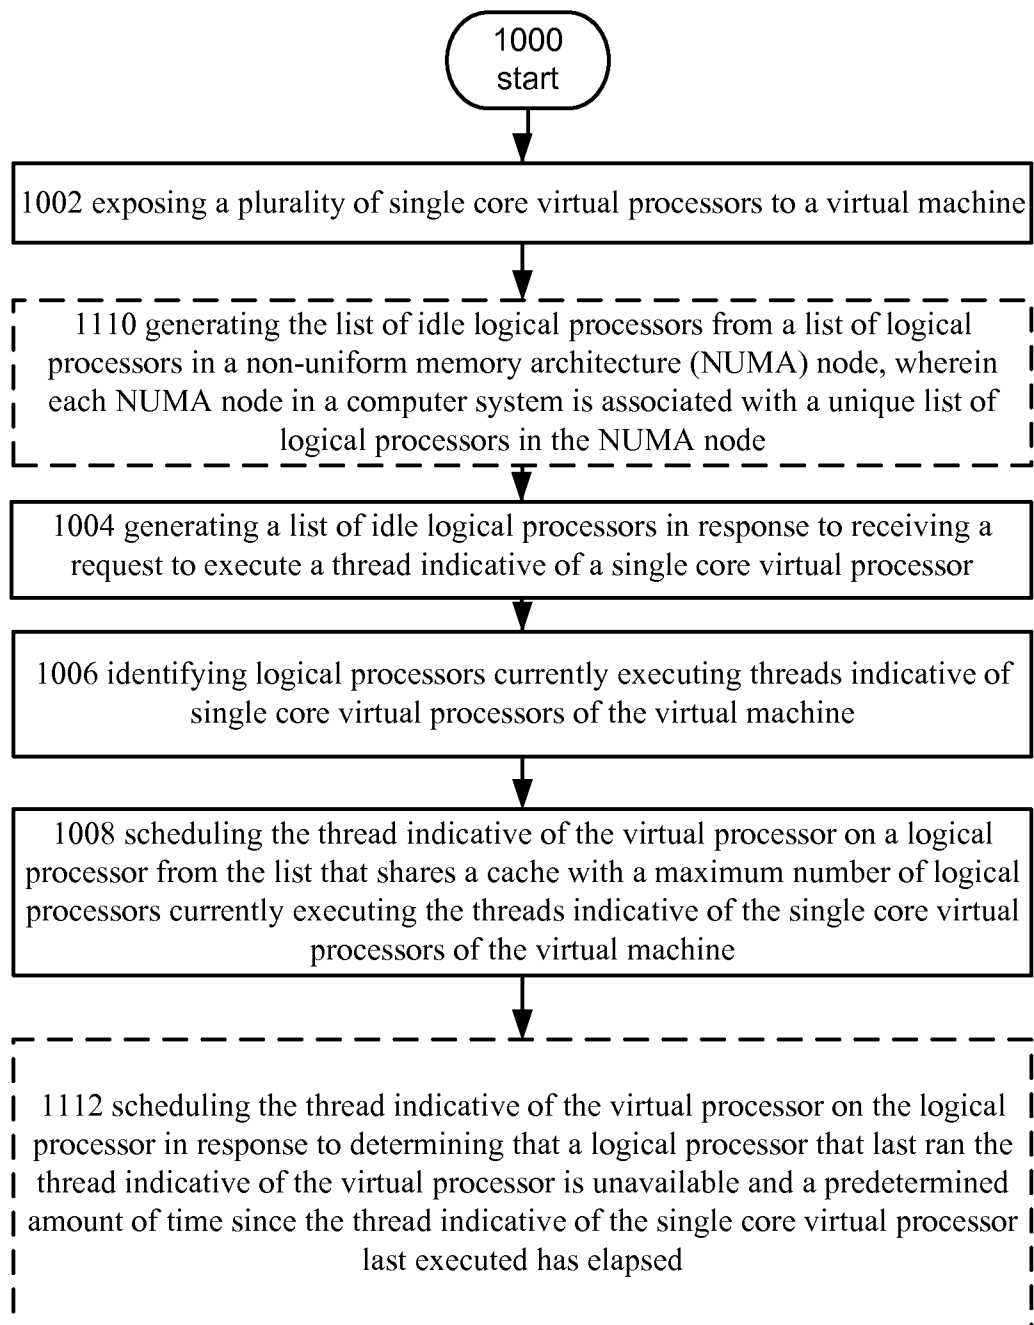 1000
start
1002 exposing a plurality of single core virtual processors to a virtual machine
1110 generating the list of idle logical processors from a list of logical
processors in a non-uniform memory architecture (NUMA) node, wherein
each NUMA node in a computer system is associated with a unique list of
logical processors in the NUMA node
1004 generating a list of idle logical processors in response to receiving a
request to execute a thread indicative of a single core virtual processor
1006 identifying logical processors currently executing threads indicative of
single core virtual processors of the virtual machine
1008 scheduling the thread indicative of the virtual processor on a logical
processor from the list that shares a cache with a maximum number of logical
processors currently executing the threads indicative of the single core virtual
processors of the virtual machine
1112 scheduling the thread indicative of the virtual processor on the logical
processor in response to determining that a logical processor that last ran the
thread indicative of the virtual processor is unavailable and a predetermined
amount of time since the thread indicative of the single core virtual processor
last executed has elapsed